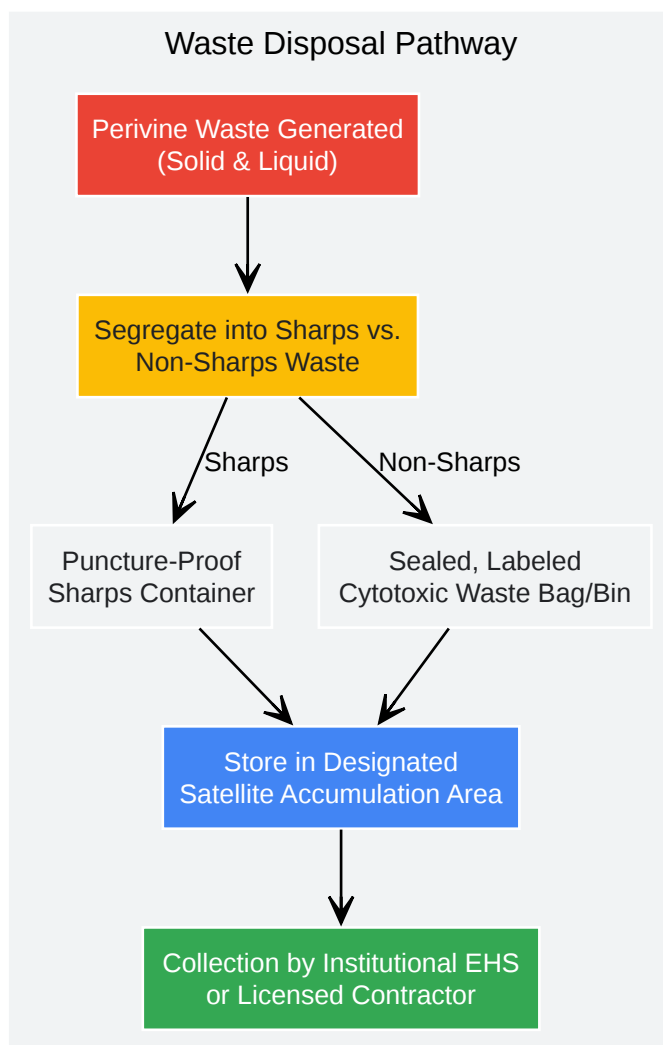 Waste Disposal Pathway
Perivine Waste Generated
(Solid & Liquid)
Segregate into Sharps vs.
Non-Sharps Waste
Sharps
Non-Sharps
Puncture-Proof
Sharps Container
Sealed, Labeled
Cytotoxic Waste Bag/Bin
Store in Designated
Satellite Accumulation Area
Collection by Institutional EHS
or Licensed Contractor